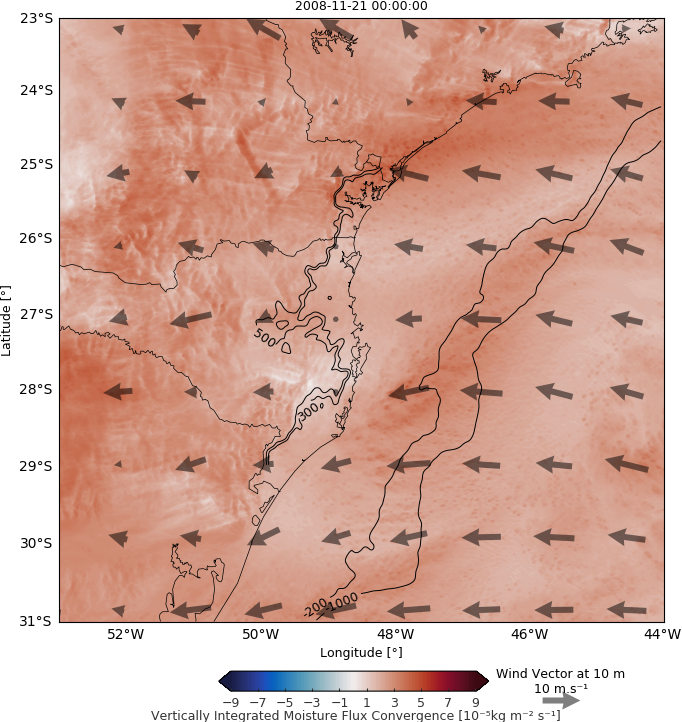 2008-11-21 00:00:00
23°S
24°S
25°S
26°S
27°S
28°S
29°S
30°S
31°S
Latitude [°]
500
300
-200
-1000
52°W 50°W 48°W 46°W 44°W
Longitude [°]
−9 −7 −5 −3 −1 1 3 5 7 9
Wind Vector at 10 m
10 m.s⁻¹
Vertically Integrated Moisture Flux Convergence [10⁻⁵kg m⁻² s⁻¹]